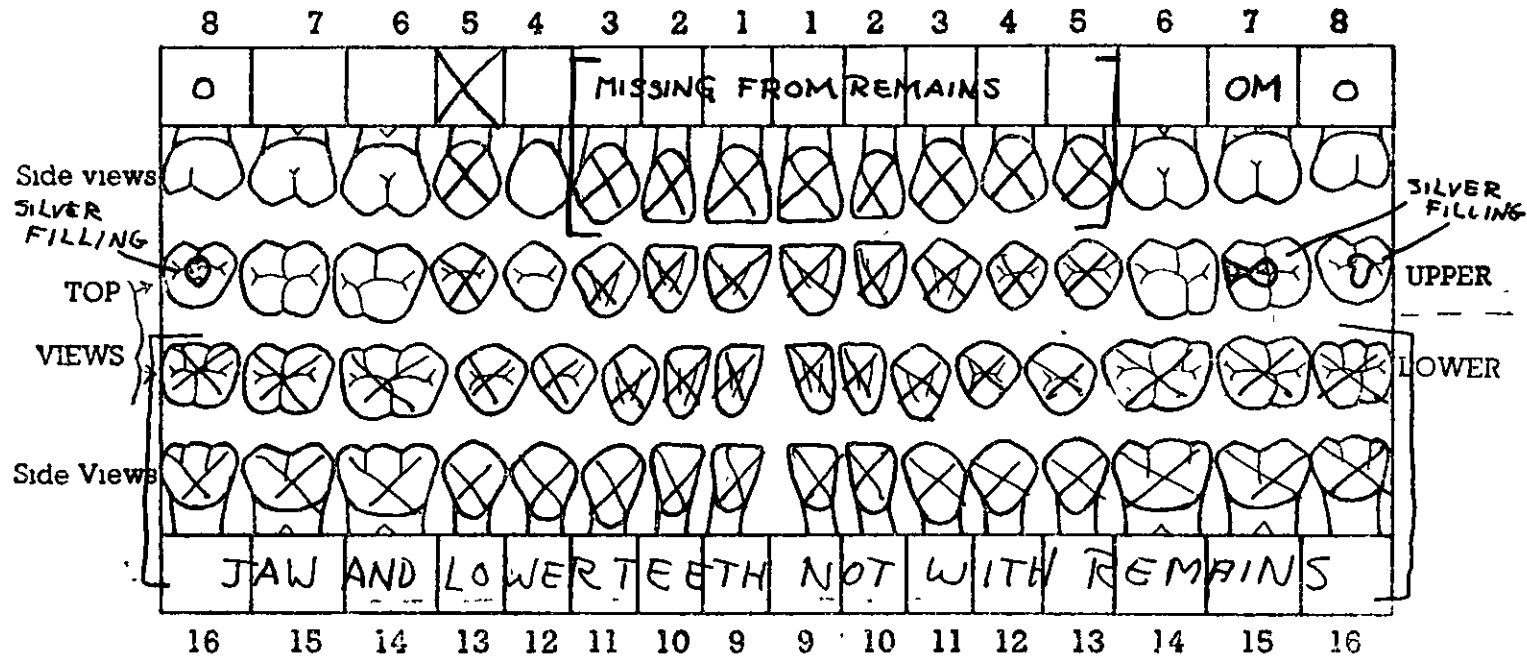 8 7 6 5 4 3 2 1 1 2 3 4 5 6 7 8
O MISSING FROM REMAINS OM O
Side views
SILVER
FILLING
SILVER
FILLING
TOP
UPPER
VIEWS
LOWER
Side Views
JAW AND LOWER TEETH NOT WITH REMAINS
16 15 14 13 12 11 10 9 9 10 11 12 13 14 15 16